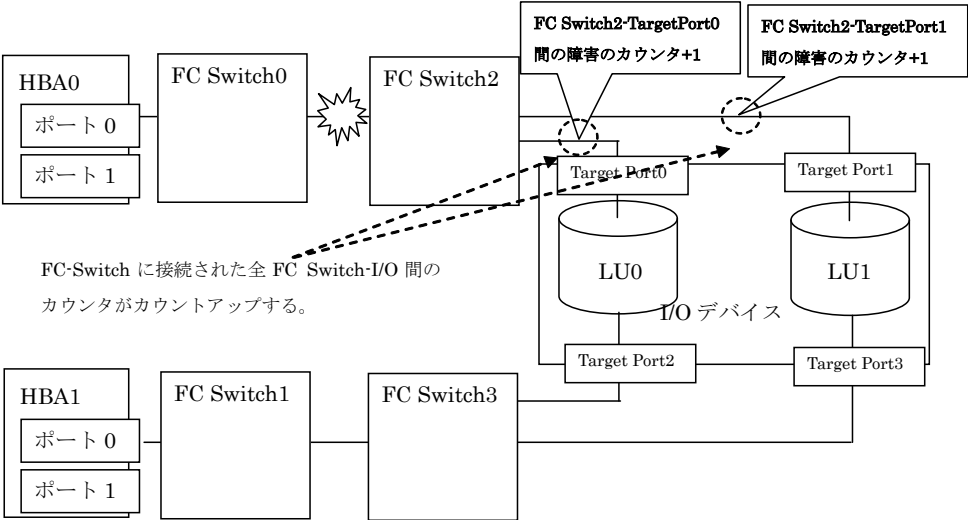 FC Switch2-TargetPort0
間の障害のカウンタ+1
FC Switch2-TargetPort1
間の障害のカウンタ+1
HBA0
ポート 0
ポート 1
FC Switch0
FC Switch2
Target Port0
Target Port1
LU0
LU1
I/O デバイス
FC-Switch に接続された全 FC Switch-I/O 間の
カウンタがカウントアップする。
Target Port2
Target Port3
HBA1
ポート 0
ポート 1
FC Switch1
FC Switch3